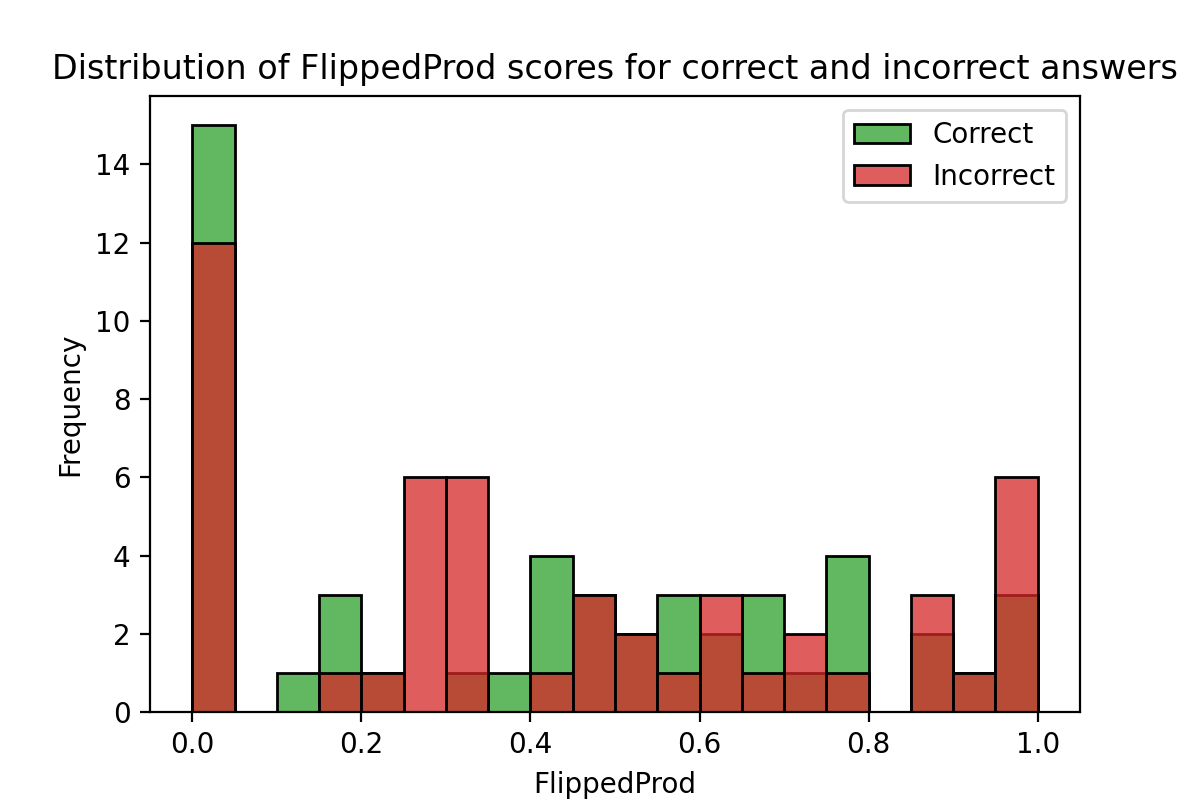 Distribution of FlippedProd scores for correct and incorrect answers
Correct
Incorrect
Frequency
14
12
10
8
6
4
2
0
0.0 0.2 0.4 0.6 0.8 1.0
FlippedProd